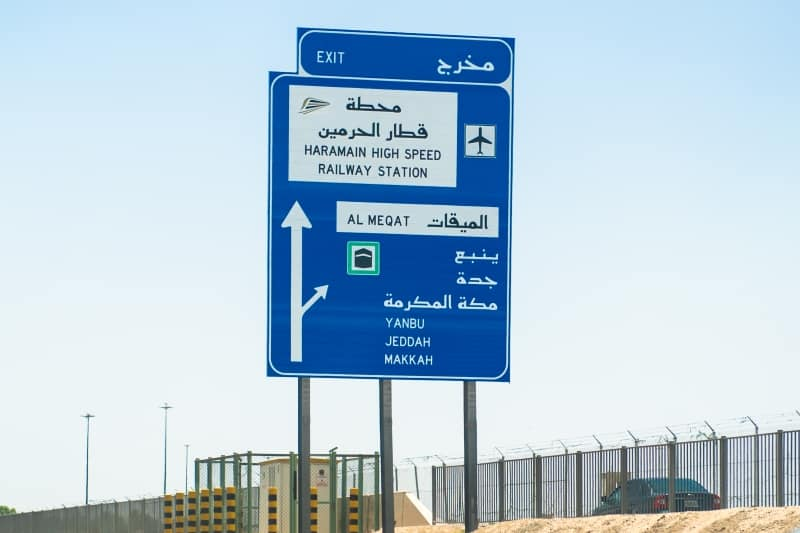 EXIT مخرج
محطة
قطار الحرمين
HARAMAIN HIGH SPEED
RAILWAY STATION
AL MEQAT الميقات
ينبع
جدة
مكة المكرمة
YANBU
JEDDAH
MAKKAH